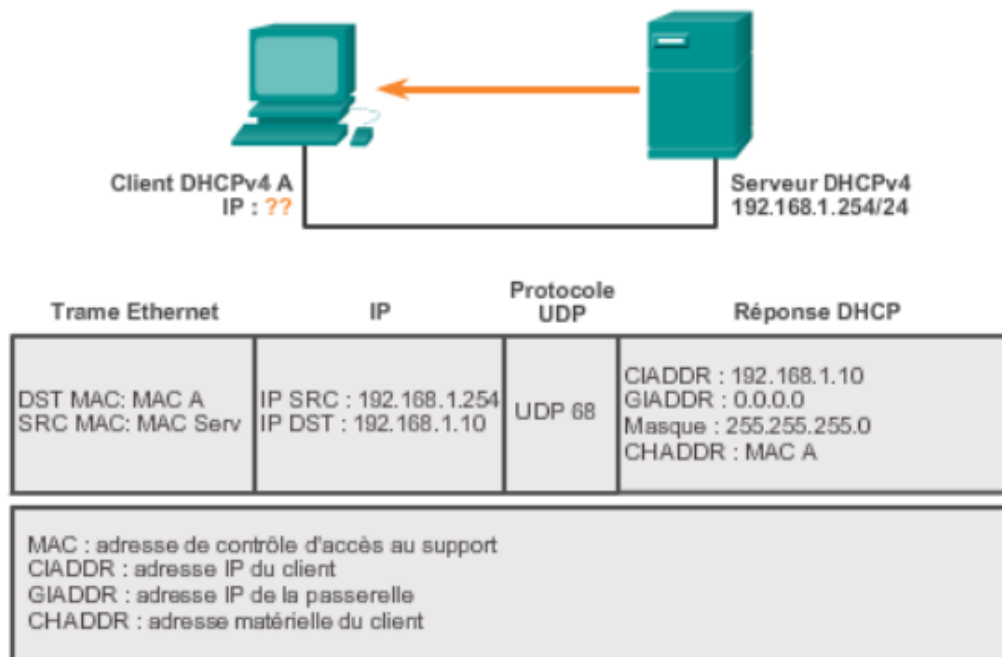 Client DHCPv4 A
IP : ??
Serveur DHCPv4
192.168.1.254/24
Trame Ethernet
IP
Protocole
UDP
Réponse DHCP
DST MAC: MAC A
SRC MAC: MAC Serv
IP SRC : 192.168.1.254
IP DST : 192.168.1.10
UDP 68
CIADDR : 192.168.1.10
GIADDR : 0.0.0.0
Masque : 255.255.255.0
CHADDR : MAC A
MAC : adresse de contrôle d'accès au support
CIADDR : adresse IP du client
GIADDR : adresse IP de la passerelle
CHADDR : adresse matérielle du client